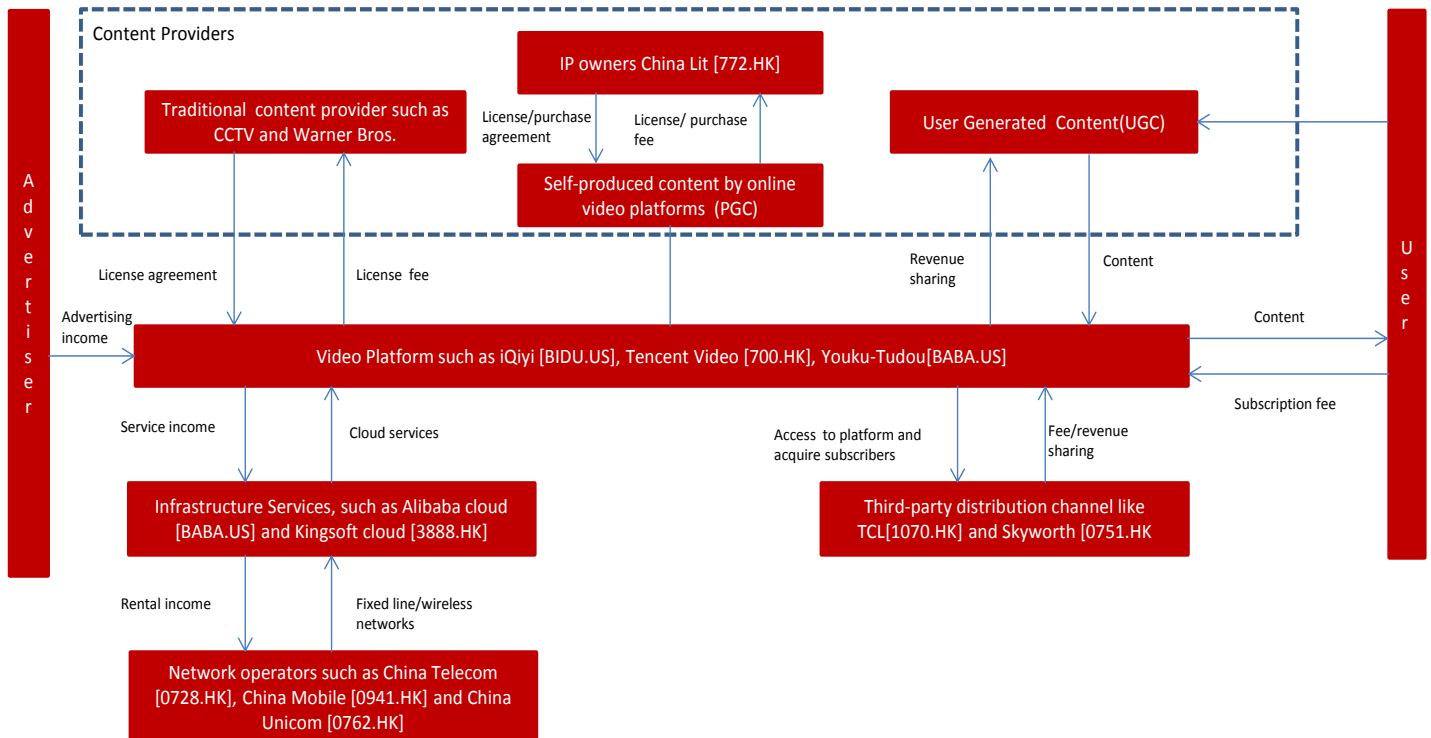 Content Providers
IP owners China Lit [772.HK]
Traditional content provider such as
CCTV and Warner Bros.
License/purchase
agreement
License/ purchase
fee
User Generated Content(UGC)
Self-produced content by online
video platforms (PGC)
Advertiser
User
License agreement
License fee
Revenue
sharing
Content
Advertising
income
Content
Video Platform such as iQiyi [BIDU.US], Tencent Video [700.HK], Youku-Tudou[BABA.US]
Subscription fee
Service income
Cloud services
Access to platform and
acquire subscribers
Fee/revenue
sharing
Infrastructure Services, such as Alibaba cloud
[BABA.US] and Kingsoft cloud [3888.HK]
Third-party distribution channel like
TCL[1070.HK] and Skyworth [0751.HK
Rental income
Fixed line/wireless
networks
Network operators such as China Telecom
[0728.HK], China Mobile [0941.HK] and China
Unicom [0762.HK]